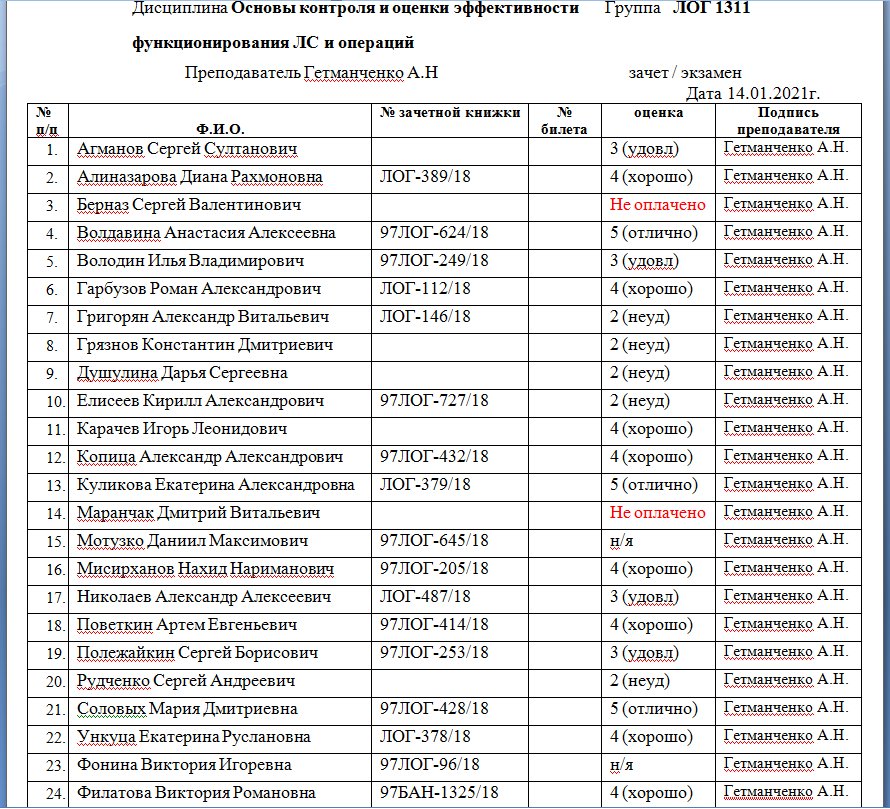 Дисциплина Основы контроля и оценки эффективности Группа ЛОГ 1311
функционирования ЛС и операций
Преподаватель Гетманченко А.Н зачет / экзамен
Дата 14.01.2021г.
№ п/п Ф.И.О. № зачетной книжки № билета оценка Подпись преподавателя
1. Агманов Сергей Султанович 3 (удовл) Гетманченко А.Н.
2. Алиназарова Диана Рахмоновна ЛОГ-389/18 4 (хорошо) Гетманченко А.Н.
3. Берназ Сергей Валентинович Не оплачено Гетманченко А.Н.
4. Волдавина Анастасия Алексеевна 97ЛОГ-624/18 5 (отлично) Гетманченко А.Н.
5. Володин Илья Владимирович 97ЛОГ-249/18 3 (удовл) Гетманченко А.Н.
6. Гарбузов Роман Александрович ЛОГ-112/18 4 (хорошо) Гетманченко А.Н.
7. Григорян Александр Витальевич ЛОГ-146/18 2 (неуд) Гетманченко А.Н.
8. Грязнов Константин Дмитриевич 2 (неуд) Гетманченко А.Н.
9. Душулина Дарья Сергеевна 2 (неуд) Гетманченко А.Н.
10. Елисеев Кирилл Александрович 97ЛОГ-727/18 2 (неуд) Гетманченко А.Н.
11. Карачев Игорь Леонидович 4 (хорошо) Гетманченко А.Н.
12. Копица Александр Александрович 97ЛОГ-432/18 4 (хорошо) Гетманченко А.Н.
13. Куликова Екатерина Александровна ЛОГ-379/18 5 (отлично) Гетманченко А.Н.
14. Маранчак Дмитрий Витальевич Не оплачено Гетманченко А.Н.
15. Мотузко Даниил Максимович 97ЛОГ-645/18 н/я Гетманченко А.Н.
16. Мисирханов Нахид Нариманович 97ЛОГ-205/18 4 (хорошо) Гетманченко А.Н.
17. Николаев Александр Алексеевич ЛОГ-487/18 3 (удовл) Гетманченко А.Н.
18. Поветкин Артем Евгеньевич 97ЛОГ-414/18 4 (хорошо) Гетманченко А.Н.
19. Полежайкин Сергей Борисович 97ЛОГ-253/18 3 (удовл) Гетманченко А.Н.
20. Рудченко Сергей Андреевич 2 (неуд) Гетманченко А.Н.
21. Соловых Мария Дмитриевна 97ЛОГ-428/18 5 (отлично) Гетманченко А.Н.
22. Ункуца Екатерина Руслановна ЛОГ-378/18 4 (хорошо) Гетманченко А.Н.
23. Фонина Виктория Игоревна 97ЛОГ-96/18 н/я Гетманченко А.Н.
24. Филатова Виктория Романовна 97БАН-1325/18 4 (хорошо) Гетманченко А.Н.